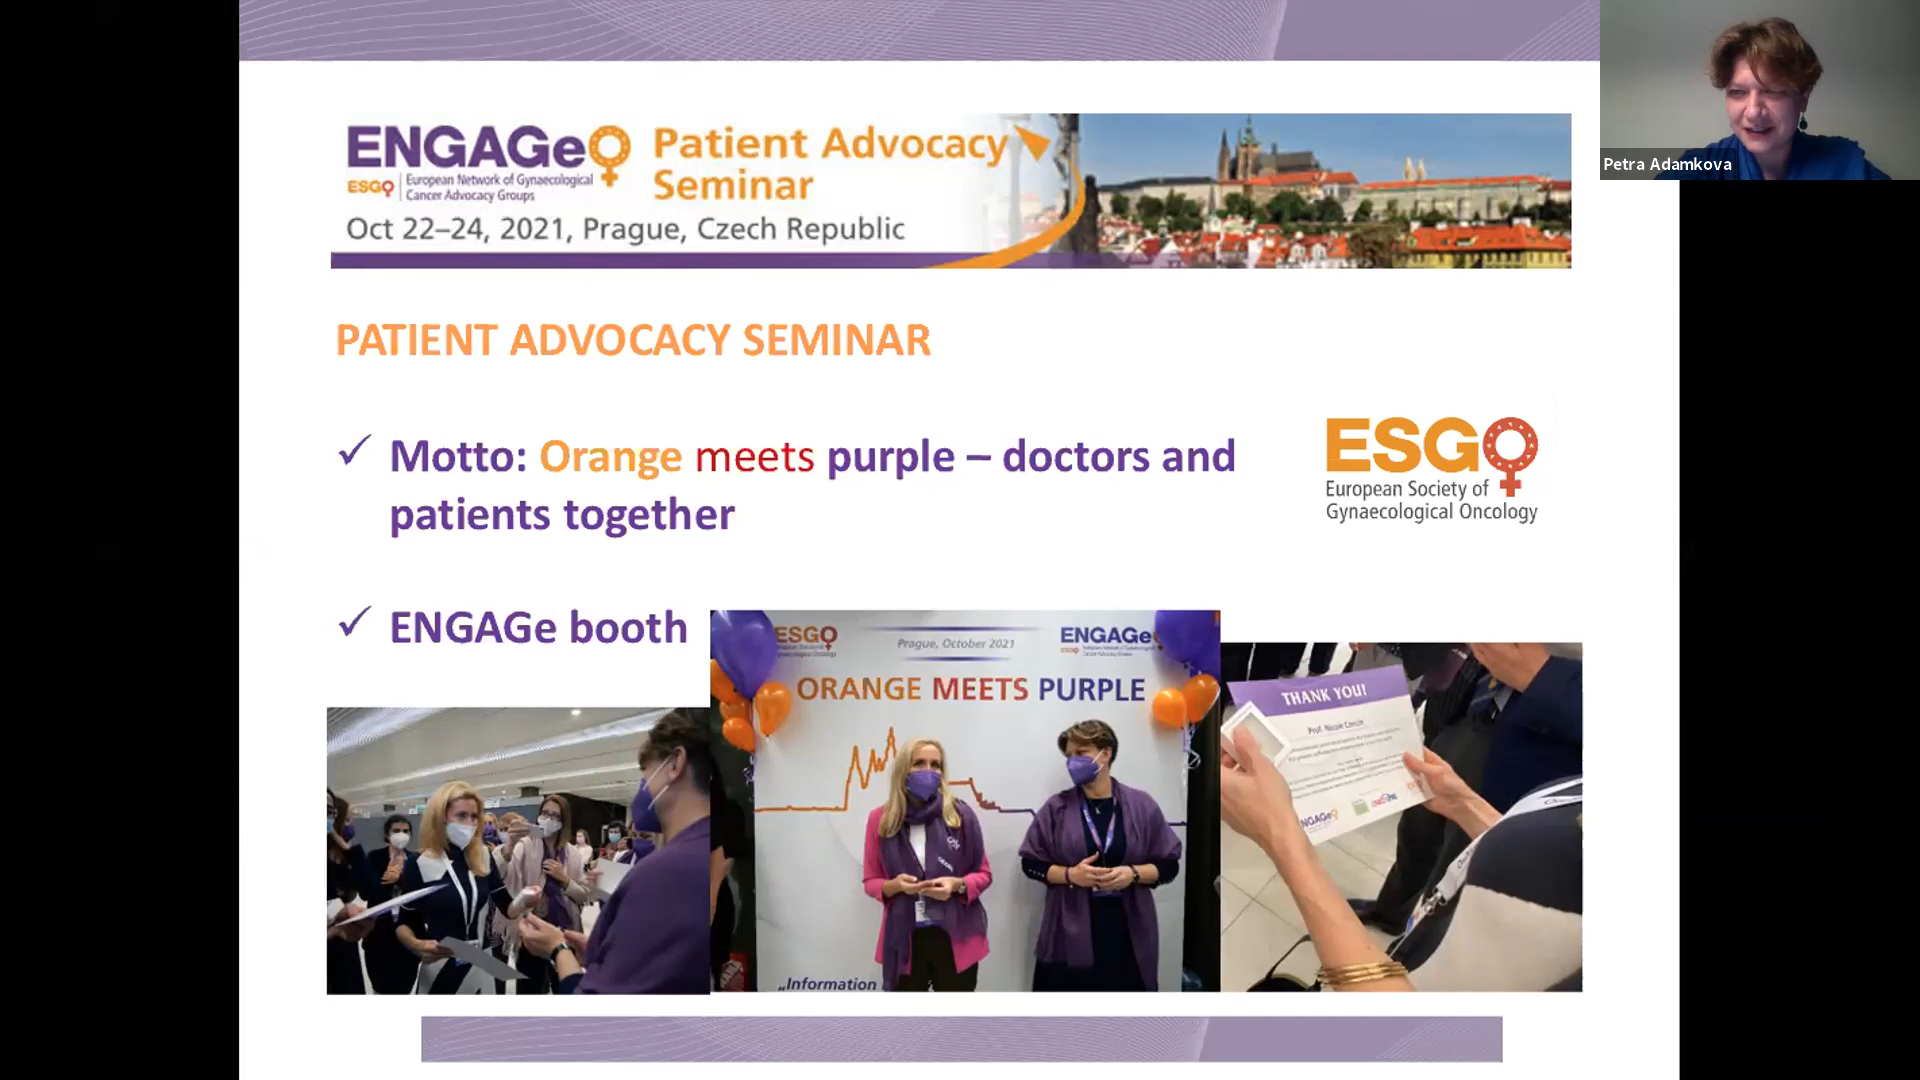 ENGAGe
ESGO
European Network of Gynaecological
Cancer Advocacy Groups
Patient Advocacy
Seminar
Oct 22–24, 2021, Prague, Czech Republic
Petra Adamkova
PATIENT ADVOCACY SEMINAR
✓ Motto: Orange meets purple – doctors and
patients together
ESGO
European Society of
Gynaecological Oncology
✓ ENGAGe booth
ESGO
Prague, October 2021
ENGAGe
ORANGE MEETS PURPLE
„Information
THANK YOU!
Prof. Nicole Concin
ENGAGe